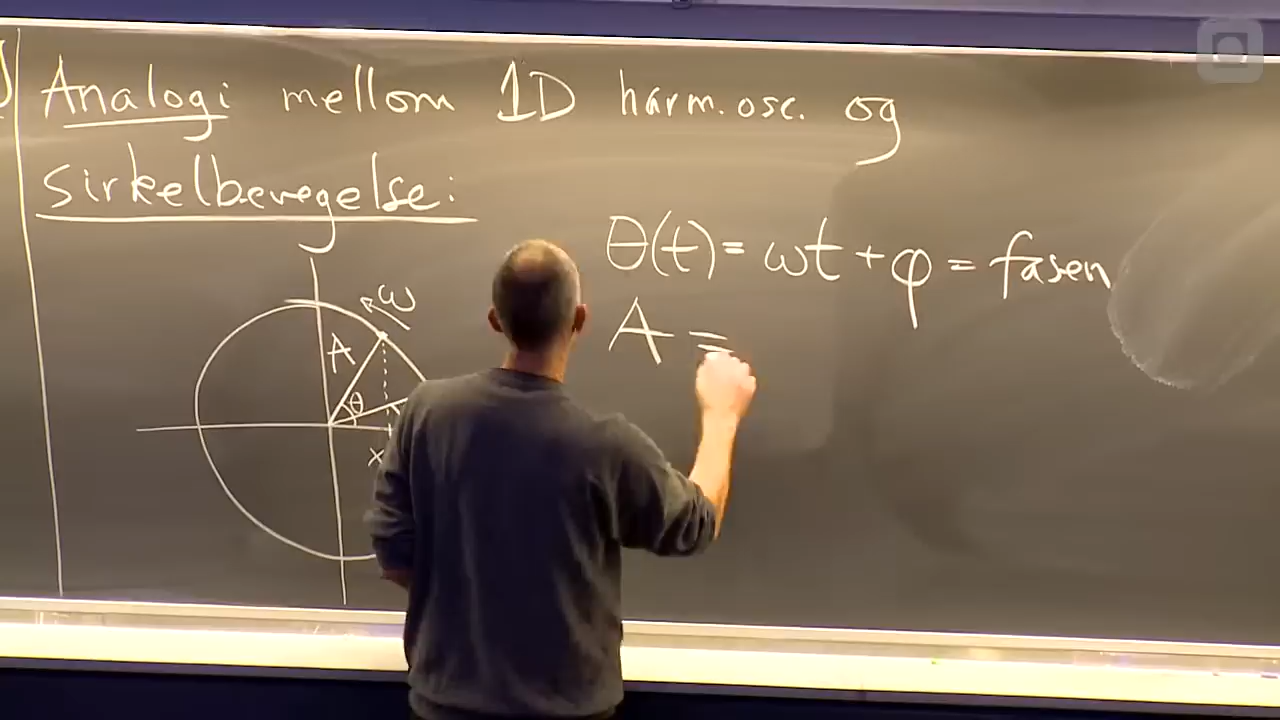 Analogi mellom 1D harm. osc. og
sirkelbevegelse:
θ(t) = ωt + φ = fasen
A =
ω
A
θ
x